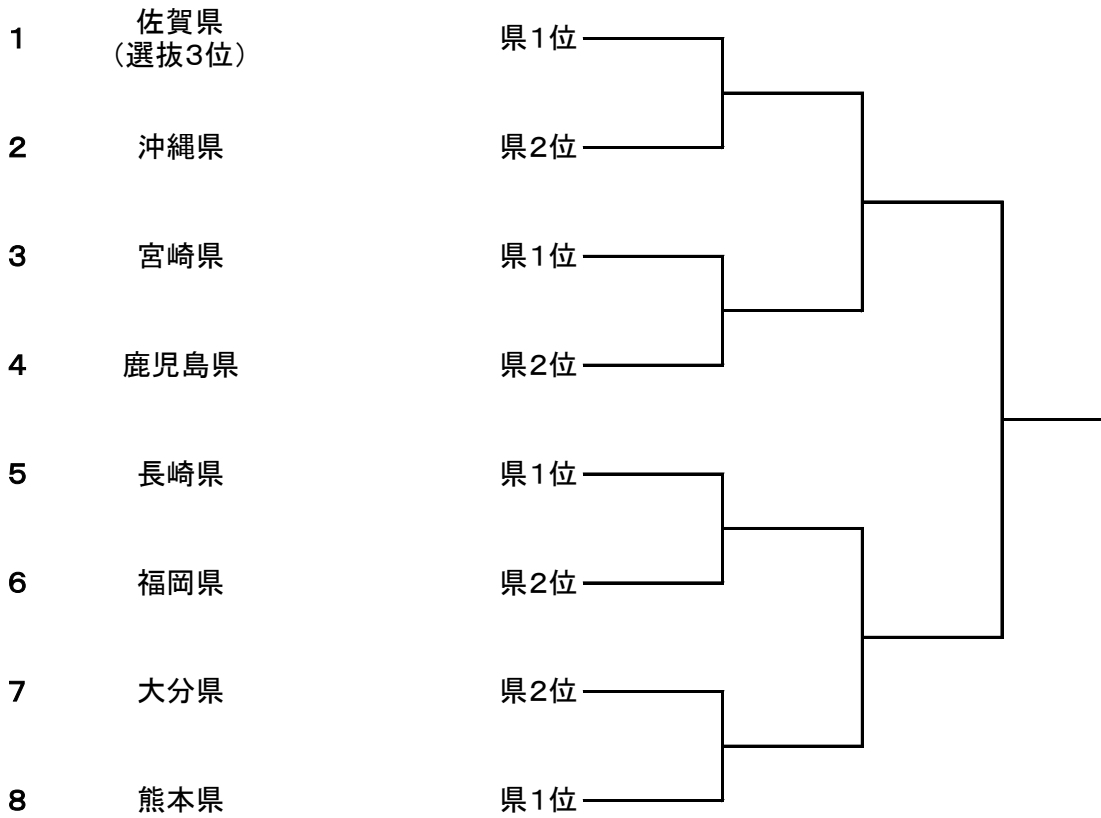 1 佐賀県 県１位
（選抜３位）
2 沖縄県 県２位
3 宮崎県 県１位
4 鹿児島県 県２位
5 長崎県 県１位
6 福岡県 県２位
7 大分県 県２位
8 熊本県 県１位